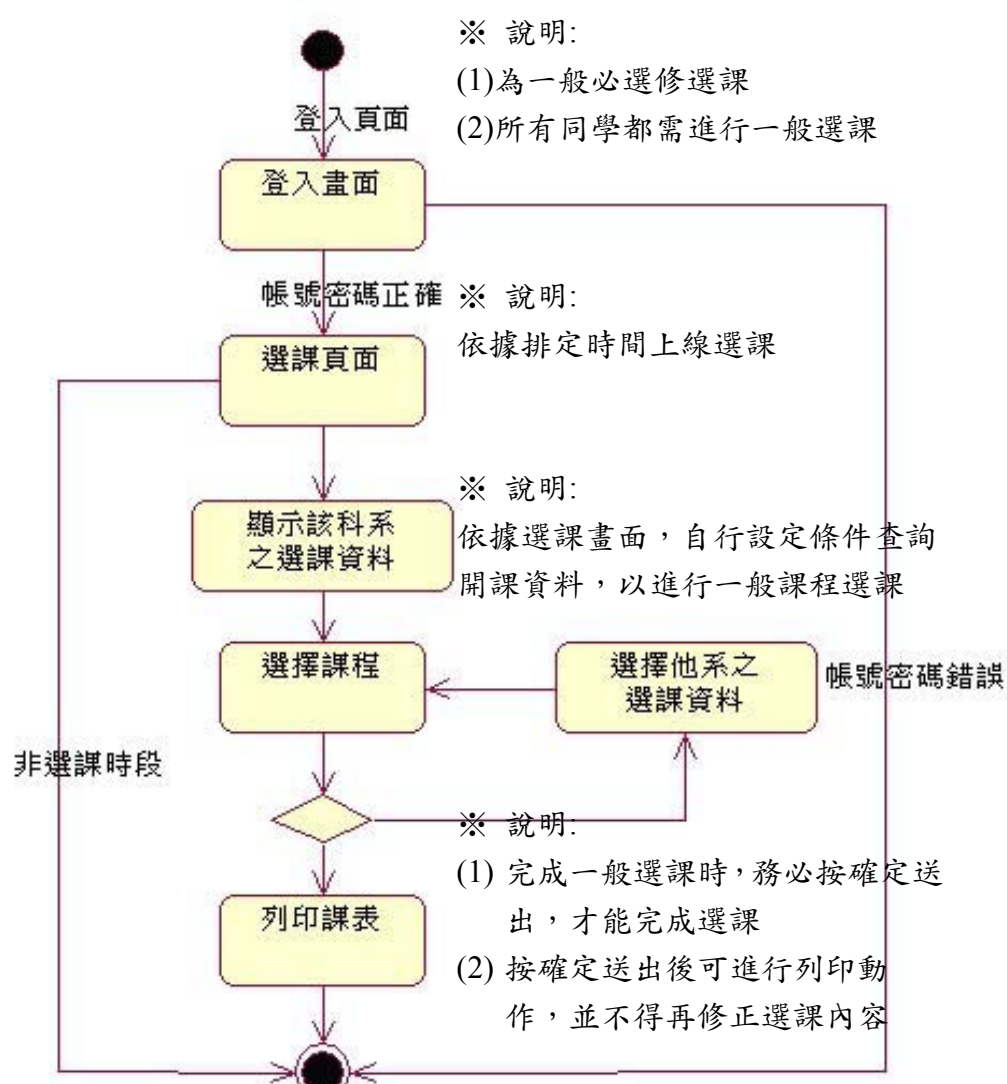 ※ 說明:
(1)為一般必選修選課
登入頁面
(2)所有同學都需進行一般選課
登入畫面
帳號密碼正確
※ 說明:
依據排定時間上線選課
選課頁面
※ 說明:
顯示該科系
之選課資料
依據選課畫面，自行設定條件查詢
開課資料，以進行一般課程選課
選擇課程
選擇他系之
選課資料
帳號密碼錯誤
非選課時段
※ 說明:
(1) 完成一般選課時，務必按確定送
出，才能完成選課
列印課表
(2) 按確定送出後可進行列印動
作，並不得再修正選課內容